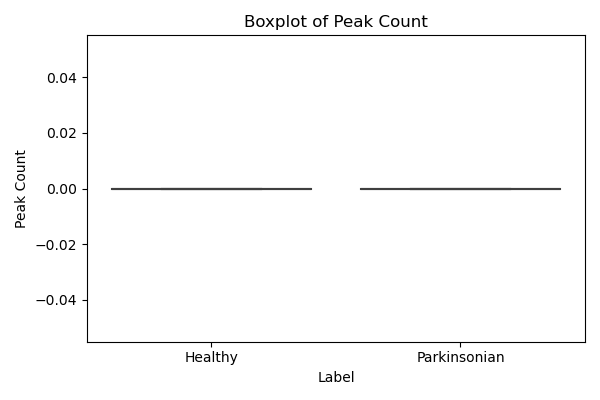 Boxplot of Peak Count
0.04
0.02
0.00
−0.02
−0.04
Peak Count
Healthy
Parkinsonian
Label